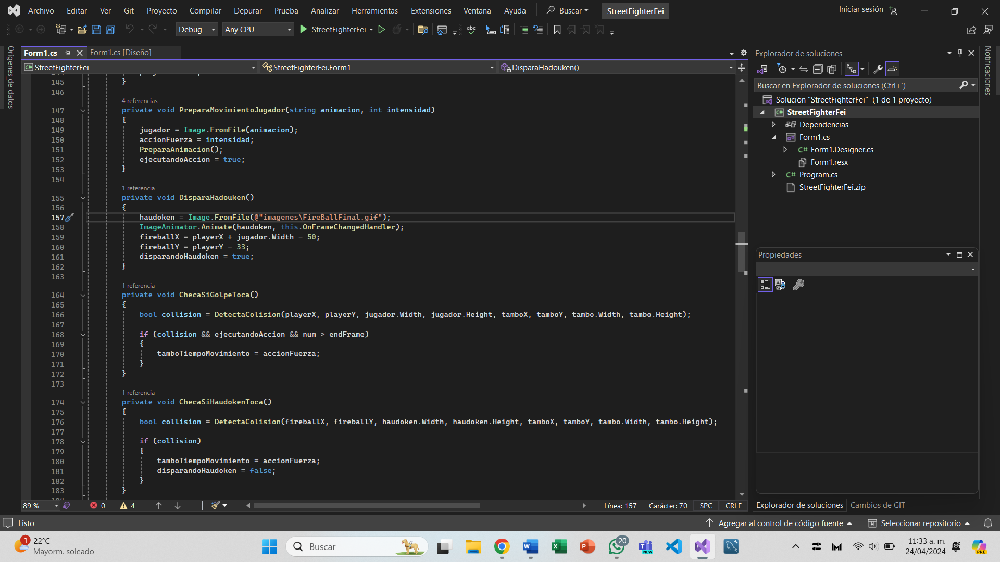 Archivo Editar Ver Git Proyecto Compilar Depurar Prueba Analizar Herramientas Extensiones Ventana Ayuda Buscar StreetFighterFei Iniciar sesión
Debug Any CPU StreetFighterFei
Orígenes de datos
Form1.cs Form1.cs [Diseño]
StreetFighterFei StreetFighterFei.Form1 DisparaHadouken()
145 }
146
4 referencias
147 private void PreparaMovimientoJugador(string animacion, int intensidad)
148 {
149 jugador = Image.FromFile(animacion);
150 accionFuerza = intensidad;
151 PreparaAnimacion();
152 ejecutandoAccion = true;
153 }
154
1 referencia
155 private void DisparaHadouken()
156 {
157 haudoken = Image.FromFile(@"imagenes\FireBallFinal.gif");
158 ImageAnimator.Animate(haudoken, this.OnFrameChangedHandler);
159 fireballX = playerX + jugador.Width - 50;
160 fireballY = playerY - 33;
161 disparandoHaudoken = true;
162 }
163
1 referencia
164 private void ChecaSiGolpeToca()
165 {
166 bool collision = DetectaColision(playerX, playerY, jugador.Width, jugador.Height, tamboX, tamboY, tambo.Width, tambo.Height);
167
168 if (collision && ejecutandoAccion && num > endFrame)
169 {
170 tamboTiempoMovimiento = accionFuerza;
171 }
172 }
173
1 referencia
174 private void ChecaSiHaudokenToca()
175 {
176 bool collision = DetectaColision(fireballX, fireballY, haudoken.Width, haudoken.Height, tamboX, tamboY, tambo.Width, tambo.Height);
177
178 if (collision)
179 {
180 tamboTiempoMovimiento = accionFuerza;
181 disparandoHaudoken = false;
182 }
183 }
89 % 0 4 Línea: 157 Carácter: 70 SPC CRLF
Explorador de soluciones
Buscar en Explorador de soluciones (Ctrl+´)
Solución "StreetFighterFei" (1 de 1 proyecto)
StreetFighterFei
Dependencias
Form1.cs
C# Form1.Designer.cs
Form1.resx
C# Program.cs
StreetFighterFei.zip
Propiedades
Explorador de soluciones Cambios de GIT
Notificaciones
Listo Agregar al control de código fuente Seleccionar repositorio
1 22°C
Mayorm. soleado
Buscar
20
NEW
11:33 a. m.
24/04/2024
PRE